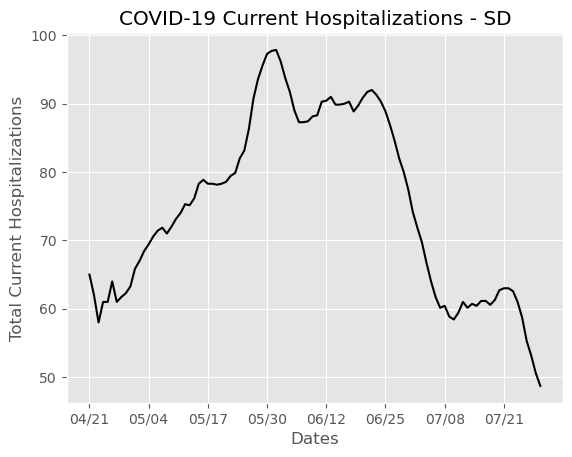 COVID-19 Current Hospitalizations - SD
Total Current Hospitalizations
100
90
80
70
60
50
04/21 05/04 05/17 05/30 06/12 06/25 07/08 07/21
Dates